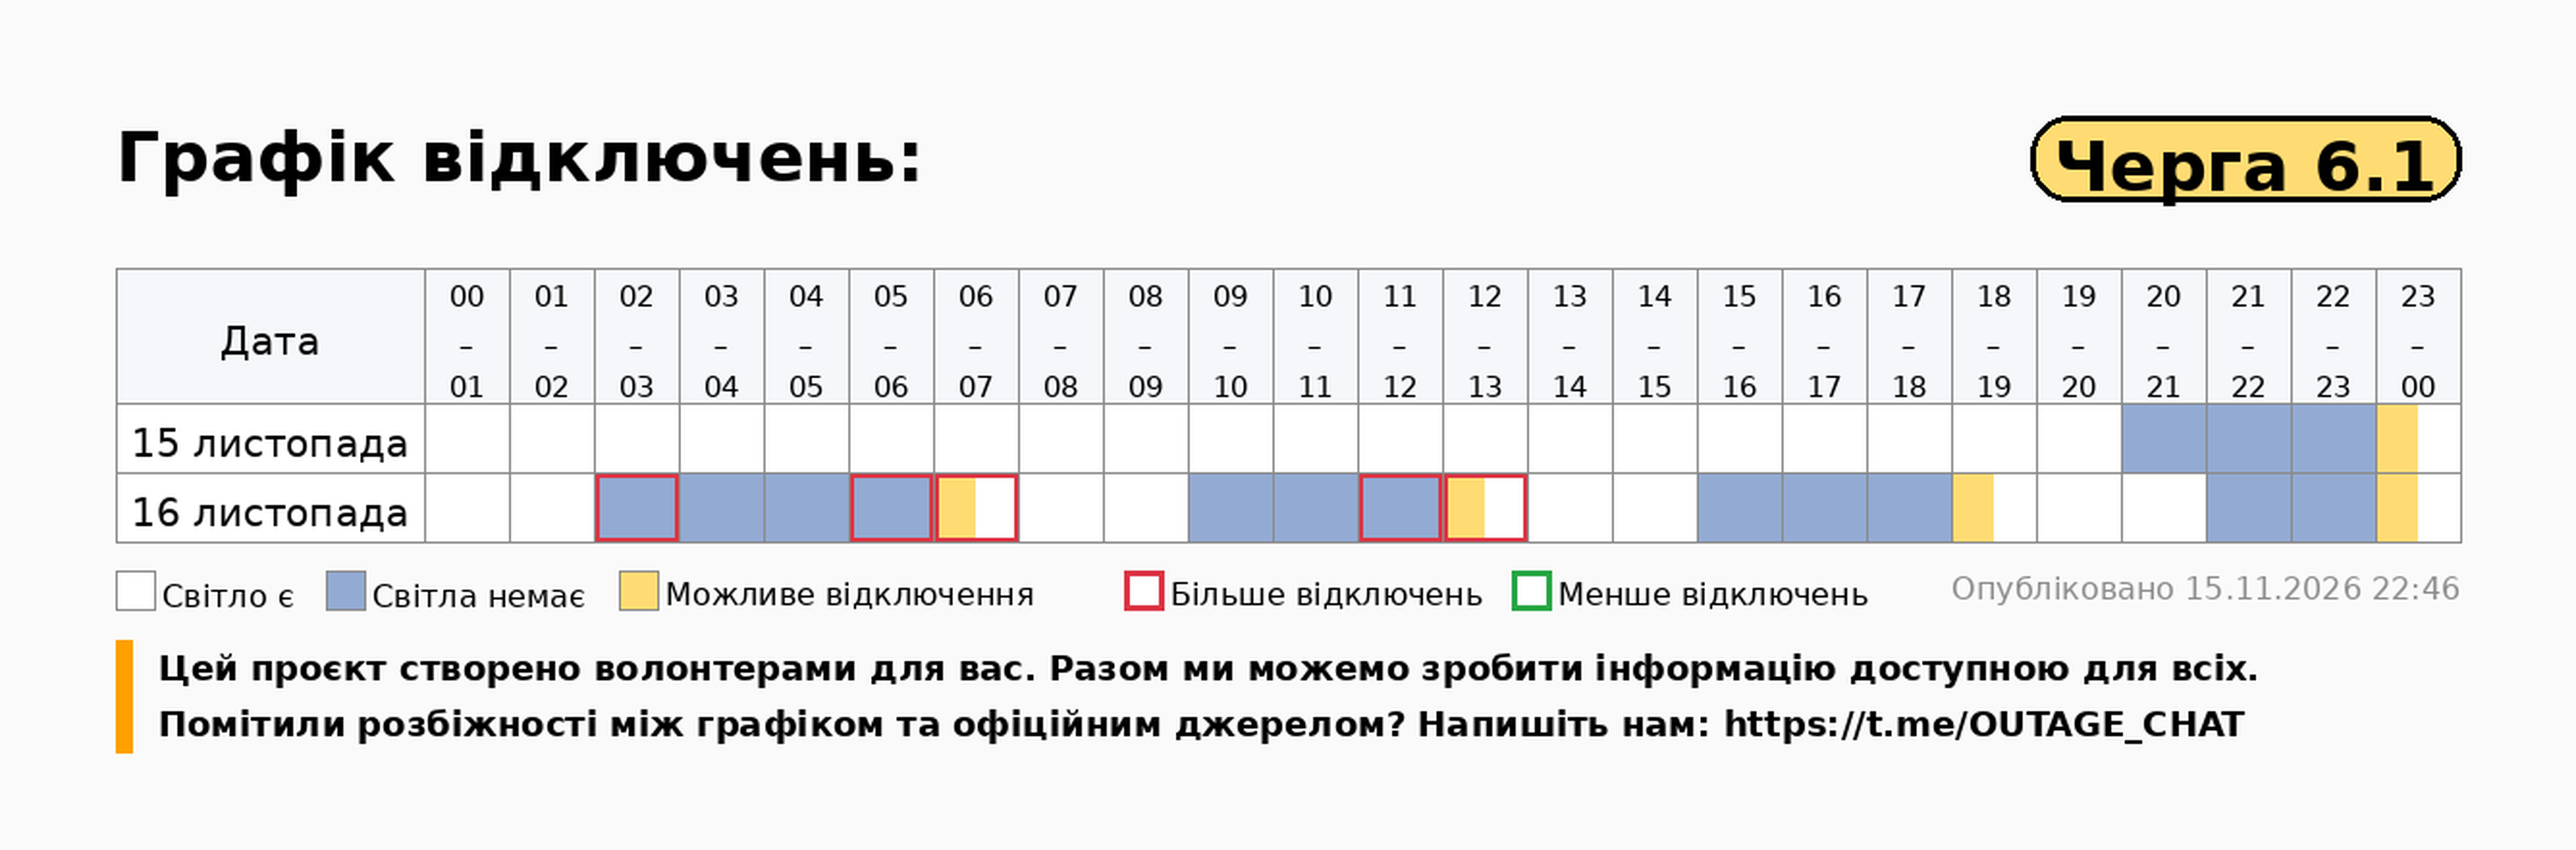 Графік відключень:
Черга 6.1
Дата 00 – 01 01 – 02 02 – 03 03 – 04 04 – 05 05 – 06 06 – 07 07 – 08 08 – 09 09 – 10 10 – 11 11 – 12 12 – 13 13 – 14 14 – 15 15 – 16 16 – 17 17 – 18 18 – 19 19 – 20 20 – 21 21 – 22 22 – 23 23 – 00
15 листопада
16 листопада
Світло є Світла немає Можливе відключення Більше відключень Менше відключень Опубліковано 15.11.2026 22:46
Цей проєкт створено волонтерами для вас. Разом ми можемо зробити інформацію доступною для всіх.
Помітили розбіжності між графіком та офіційним джерелом? Напишіть нам: https://t.me/OUTAGE_CHAT